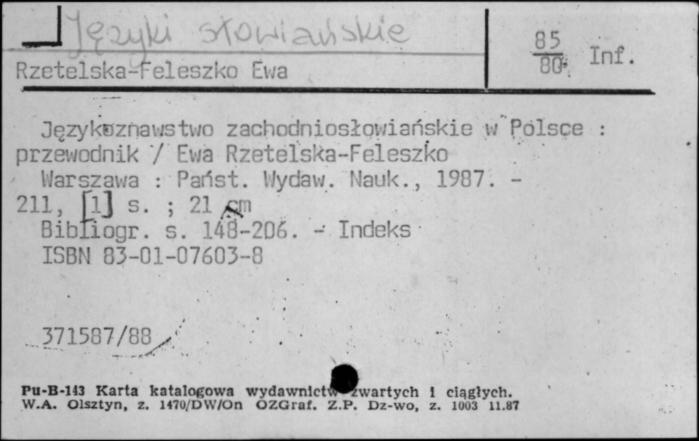 Języki słowiańskie
85
80 Inf.
Rzetelska-Feleszko Ewa
Językoznawstwo zachodniosłowiańskie w Polsce :
przewodnik / Ewa Rzetelska-Feleszko
Warszawa : Państ. Wydaw. Nauk., 1987. -
211, [1] s. ; 21 cm
Bibliogr. s. 148-206. - Indeks
ISBN 83-01-07603-8
371587/88
Pu-B-143 Karta katalogowa wydawnictw zwartych i ciągłych.
W.A. Olsztyn, z. 1470/DW/On OZGraf. Z.P. Dz-wo, z. 1003 11.87